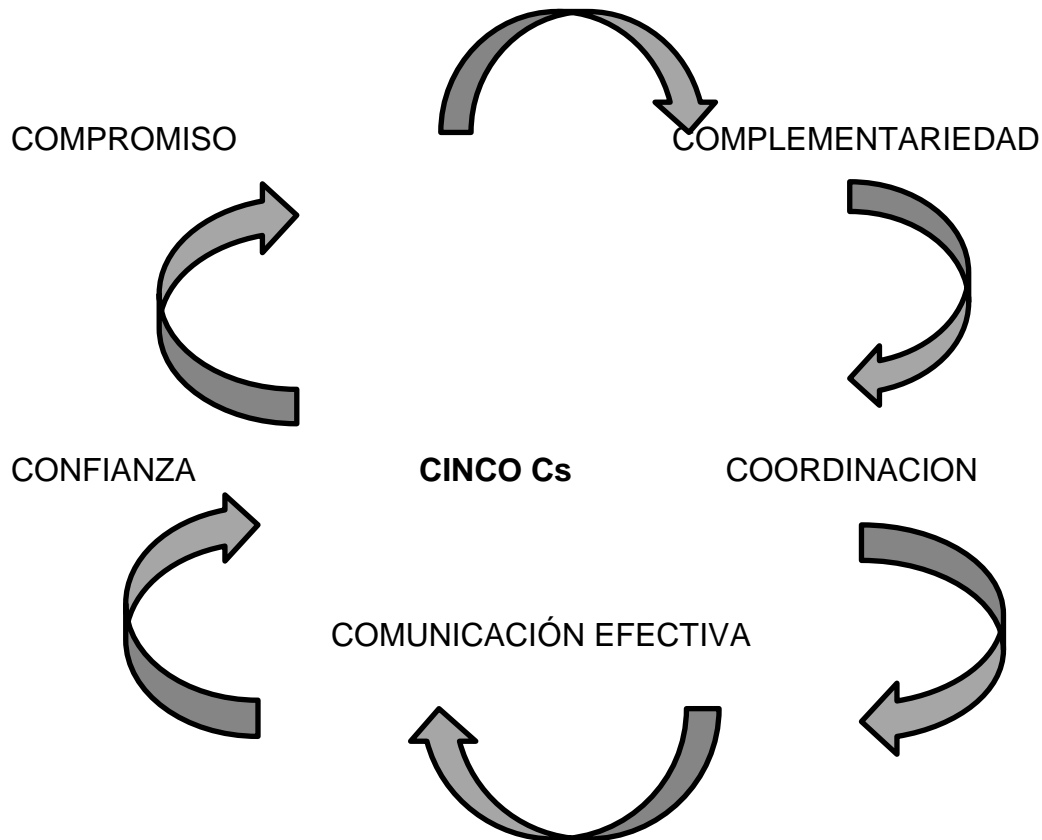 COMPROMISO COMPLEMENTARIEDAD
CONFIANZA CINCO Cs COORDINACION
COMUNICACIÓN EFECTIVA